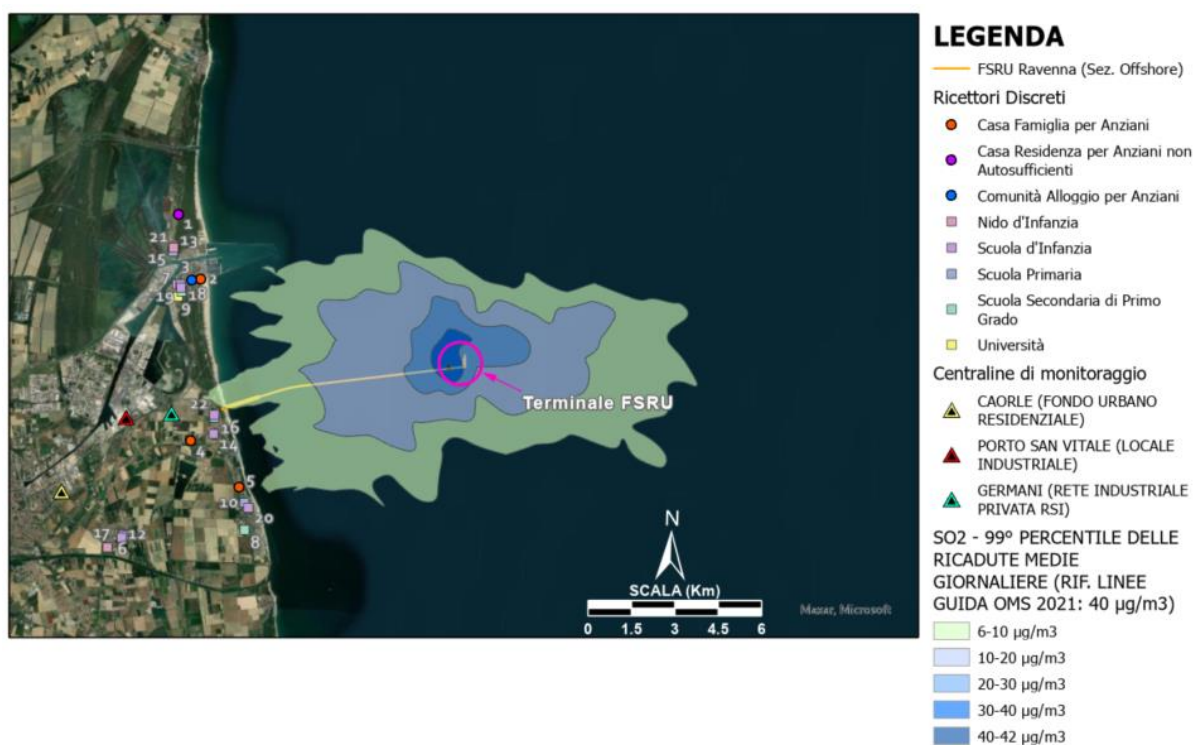 LEGENDA
FSRU Ravenna (Sez. Offshore)
Ricettori Discreti
Casa Famiglia per Anziani
Casa Residenza per Anziani non
Autosufficienti
Comunità Alloggio per Anziani
Nido d'Infanzia
Scuola d'Infanzia
Scuola Primaria
Scuola Secondaria di Primo
Grado
Università
Centraline di monitoraggio
CAORLE (FONDO URBANO
RESIDENZIALE)
PORTO SAN VITALE (LOCALE
INDUSTRIALE)
GERMANI (RETE INDUSTRIALE
PRIVATA RSI)
SO2 - 99° PERCENTILE DELLE
RICADUTE MEDIE
GIORNALIERE (RIF. LINEE
GUIDA OMS 2021: 40 µg/m3)
6-10 µg/m3
10-20 µg/m3
20-30 µg/m3
30-40 µg/m3
40-42 µg/m3
1
21
13
15
3
7
2
19
18
9
Terminale FSRU
22
16
14
4
5
10
20
8
17
12
6
N
SCALA (Km)
0 1.5 3 4.5 6
Maxar, Microsoft